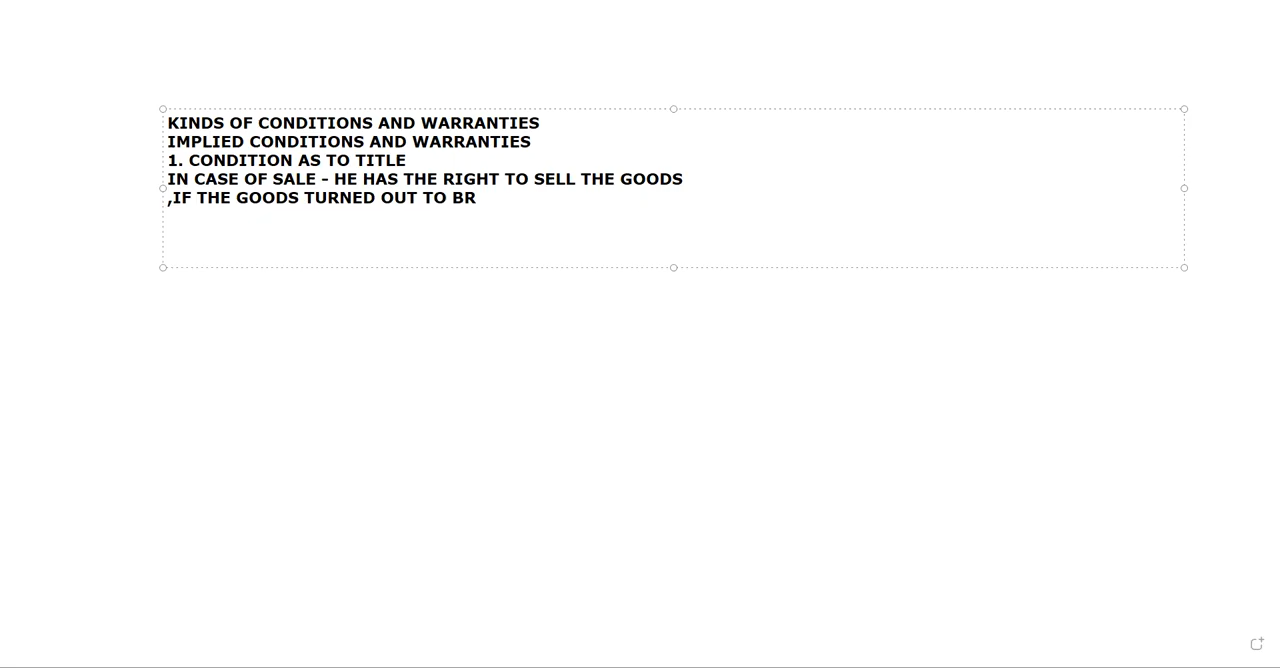 KINDS OF CONDITIONS AND WARRANTIES
IMPLIED CONDITIONS AND WARRANTIES
1. CONDITION AS TO TITLE
IN CASE OF SALE - HE HAS THE RIGHT TO SELL THE GOODS
,IF THE GOODS TURNED OUT TO BR